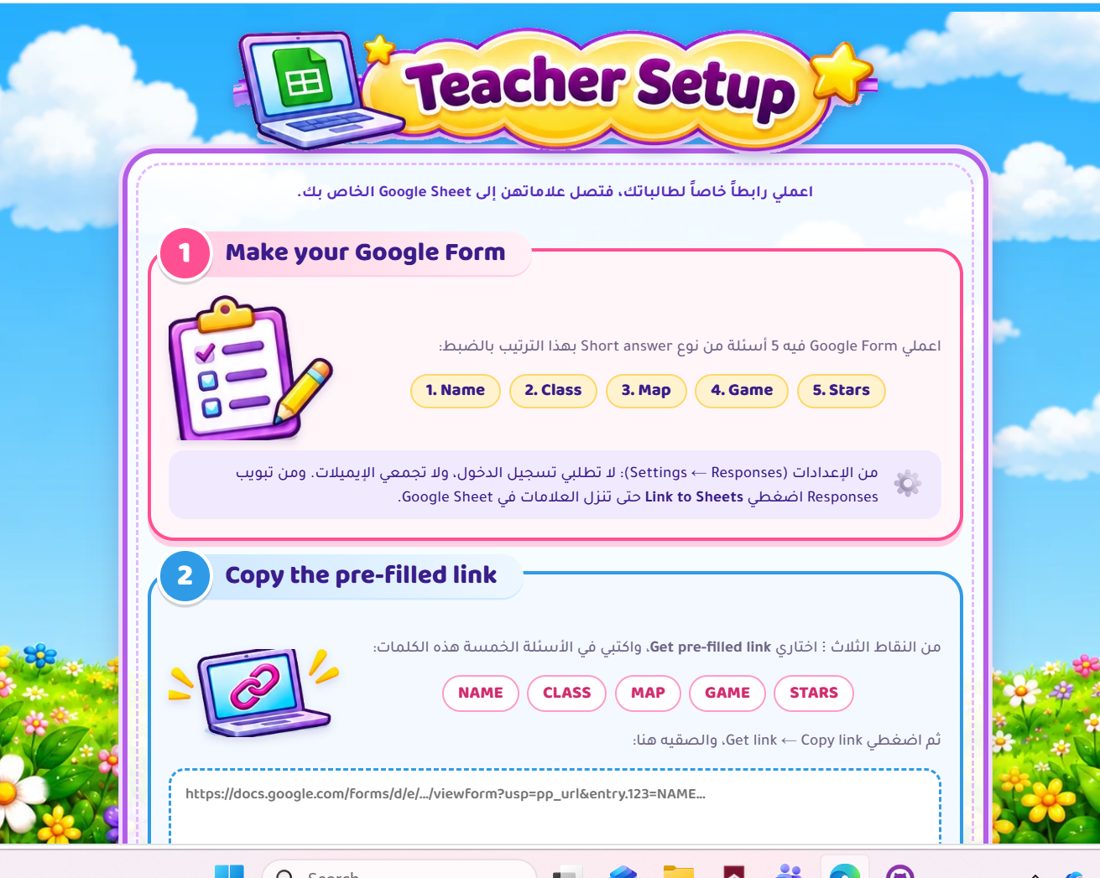 Teacher Setup
اعملي رابطاً خاصاً لطالباتك، فتصل علاماتهن إلى Google Sheet الخاص بك.
1 Make your Google Form
اعملي Google Form فيه 5 أسئلة من نوع Short answer بهذا الترتيب بالضبط:
1. Name 2. Class 3. Map 4. Game 5. Stars
من الإعدادات (Settings ← Responses): لا تطلبي تسجيل الدخول، ولا تجمعي الإيميلات. ومن تبويب
Responses اضغطي Link to Sheets حتى تنزل العلامات في Google Sheet.
2 Copy the pre-filled link
من النقاط الثلاث ⋮ اختاري Get pre-filled link، واكتبي في الأسئلة الخمسة هذه الكلمات:
NAME CLASS MAP GAME STARS
ثم اضغطي Get link ← Copy link، والصقيه هنا:
https://docs.google.com/forms/d/e/.../viewform?usp=pp_url&entry.123=NAME...
Search